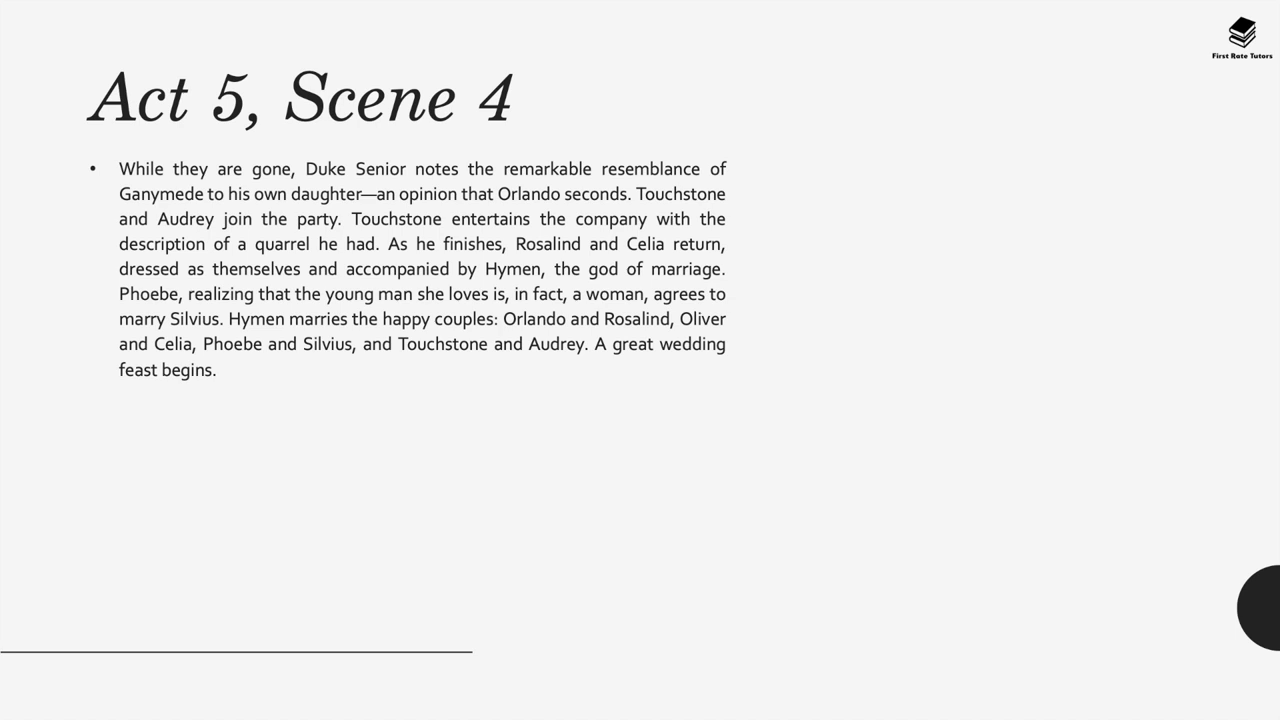 First Rate Tutors
Act 5, Scene 4
• While they are gone, Duke Senior notes the remarkable resemblance of
Ganymede to his own daughter—an opinion that Orlando seconds. Touchstone
and Audrey join the party. Touchstone entertains the company with the
description of a quarrel he had. As he finishes, Rosalind and Celia return,
dressed as themselves and accompanied by Hymen, the god of marriage.
Phoebe, realizing that the young man she loves is, in fact, a woman, agrees to
marry Silvius. Hymen marries the happy couples: Orlando and Rosalind, Oliver
and Celia, Phoebe and Silvius, and Touchstone and Audrey. A great wedding
feast begins.